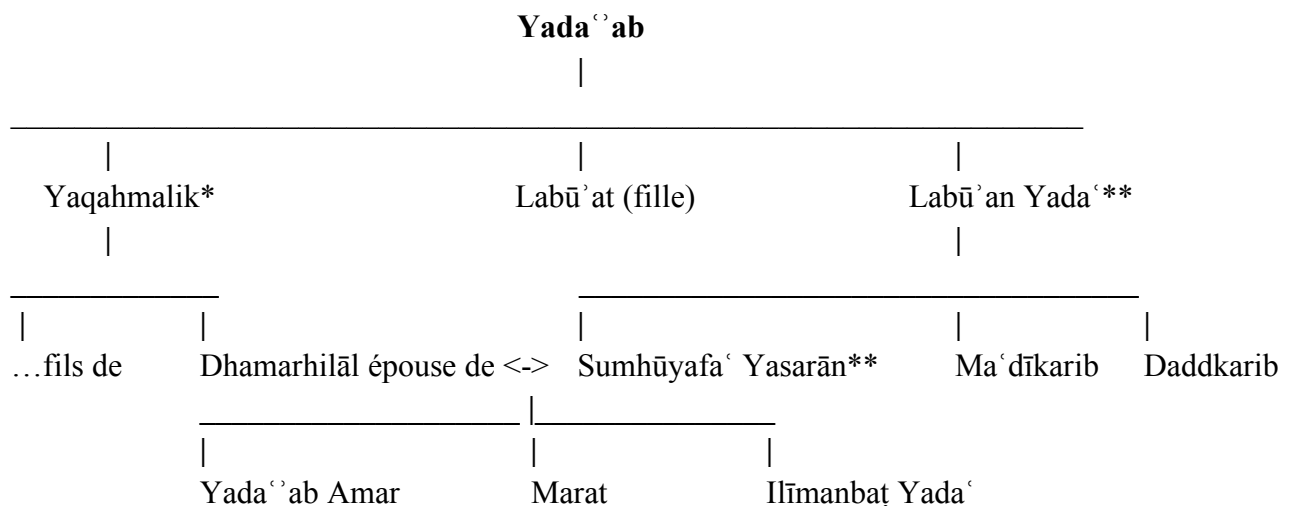 Yadaʿʾab
Yaqahmalik* Labūʾat (fille) Labūʾan Yadaʿ**
…fils de Dhamarhilāl épouse de <-> Sumhūyafaʿ Yasarān** Maʿdīkarib Daddkarib
Yadaʿʾab Amar Marat Ilīmanbaṭ Yadaʿ